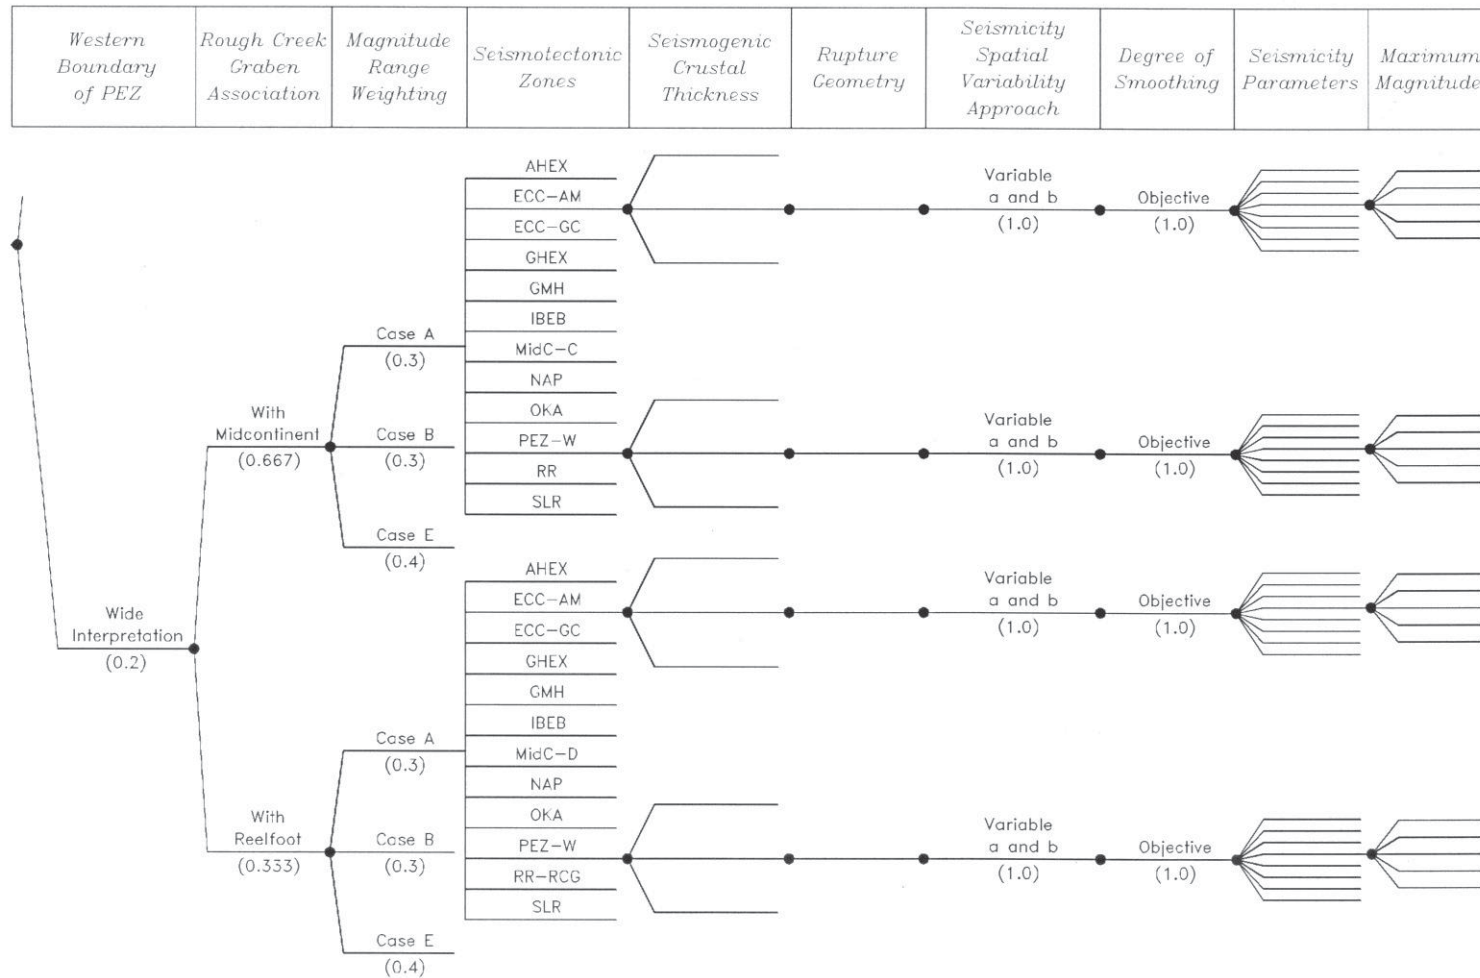 Western
Boundary
of PEZ
Rough Creek
Graben
Association
Magnitude
Range
Weighting
Seismotectonic
Zones
Seismogenic
Crustal
Thickness
Rupture
Geometry
Seismicity
Spatial
Variability
Approach
Degree of
Smoothing
Seismicity
Parameters
Maximum
Magnitude
Wide
Interpretation
(0.2)
With
Midcontinent
(0.667)
Case A
(0.3)
Case B
(0.3)
Case E
(0.4)
AHEX
ECC-AM
ECC-GC
GHEX
GMH
IBEB
MidC-C
NAP
OKA
PEZ-W
RR
SLR
Variable
a and b
(1.0)
Objective
(1.0)
Variable
a and b
(1.0)
Objective
(1.0)
With
Reelfoot
(0.333)
Case A
(0.3)
Case B
(0.3)
Case E
(0.4)
AHEX
ECC-AM
ECC-GC
GHEX
GMH
IBEB
MidC-D
NAP
OKA
PEZ-W
RR-RCG
SLR
Variable
a and b
(1.0)
Objective
(1.0)
Variable
a and b
(1.0)
Objective
(1.0)